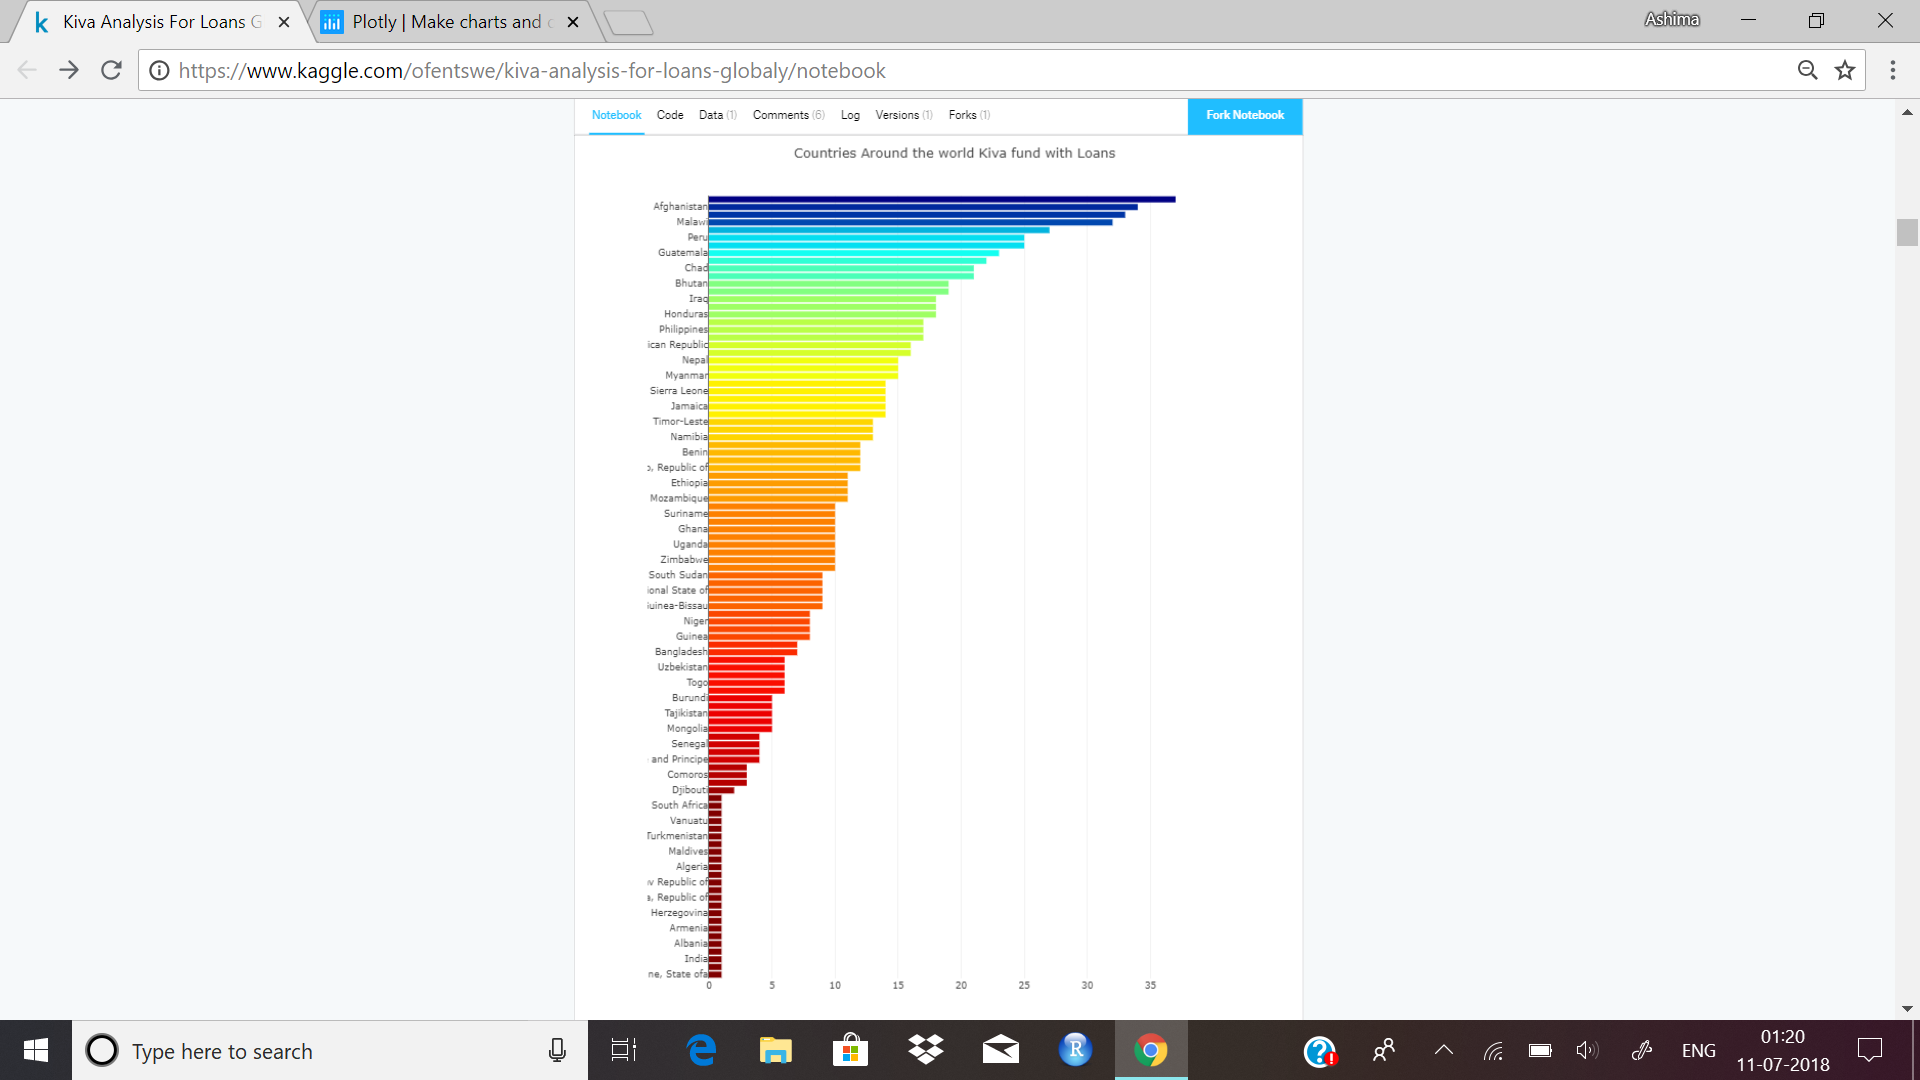 Kiva Analysis For Loans G
Plotly | Make charts and
Ashima
https://www.kaggle.com/ofentswe/kiva-analysis-for-loans-globaly/notebook
Notebook Code Data (1) Comments (6) Log Versions (1) Forks (1) Fork Notebook
Countries Around the world Kiva fund with Loans
Afghanistan
Malawi
Peru
Guatemala
Chad
Bhutan
Iraq
Honduras
Philippines
ican Republic
Nepal
Myanmar
Sierra Leone
Jamaica
Timor-Leste
Namibia
Benin
, Republic of
Ethiopia
Mozambique
Suriname
Ghana
Uganda
Zimbabwe
South Sudan
ional State of
uinea-Bissau
Niger
Guinea
Bangladesh
Uzbekistan
Togo
Burundi
Tajikistan
Mongolia
Senegal
and Principe
Comoros
Djibouti
South Africa
Vanuatu
Turkmenistan
Maldives
Algeria
v Republic of
, Republic of
Herzegovina
Armenia
Albania
India
ne, State ofa
0 5 10 15 20 25 30 35
Type here to search
R
ENG
01:20
11-07-2018